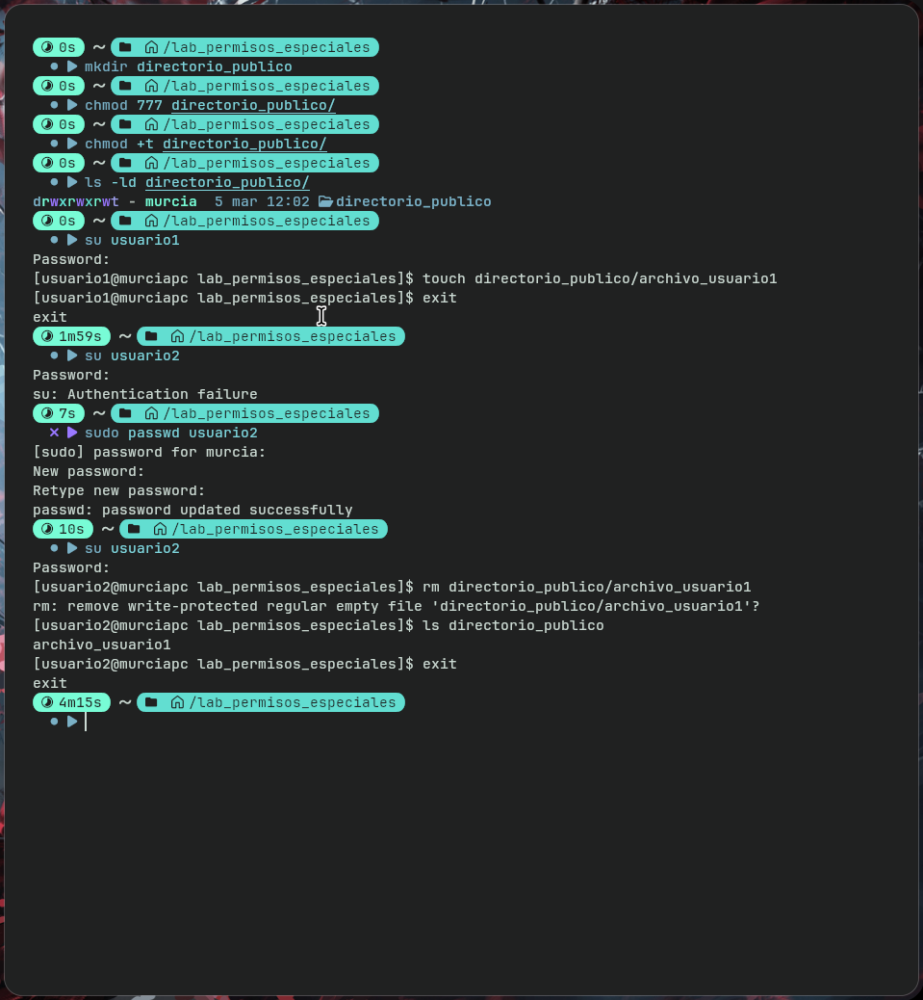 0s ~ /lab_permisos_especiales
mkdir directorio_publico
0s ~ /lab_permisos_especiales
chmod 777 directorio_publico/
0s ~ /lab_permisos_especiales
chmod +t directorio_publico/
0s ~ /lab_permisos_especiales
ls -ld directorio_publico/
drwxrwxrwt - murcia  5 mar 12:02 directorio_publico
0s ~ /lab_permisos_especiales
su usuario1
Password:
[usuario1@murciapc lab_permisos_especiales]$ touch directorio_publico/archivo_usuario1
[usuario1@murciapc lab_permisos_especiales]$ exit
exit
1m59s ~ /lab_permisos_especiales
su usuario2
Password:
su: Authentication failure
7s ~ /lab_permisos_especiales
sudo passwd usuario2
[sudo] password for murcia:
New password:
Retype new password:
passwd: password updated successfully
10s ~ /lab_permisos_especiales
su usuario2
Password:
[usuario2@murciapc lab_permisos_especiales]$ rm directorio_publico/archivo_usuario1
rm: remove write-protected regular empty file 'directorio_publico/archivo_usuario1'?
[usuario2@murciapc lab_permisos_especiales]$ ls directorio_publico
archivo_usuario1
[usuario2@murciapc lab_permisos_especiales]$ exit
exit
4m15s ~ /lab_permisos_especiales